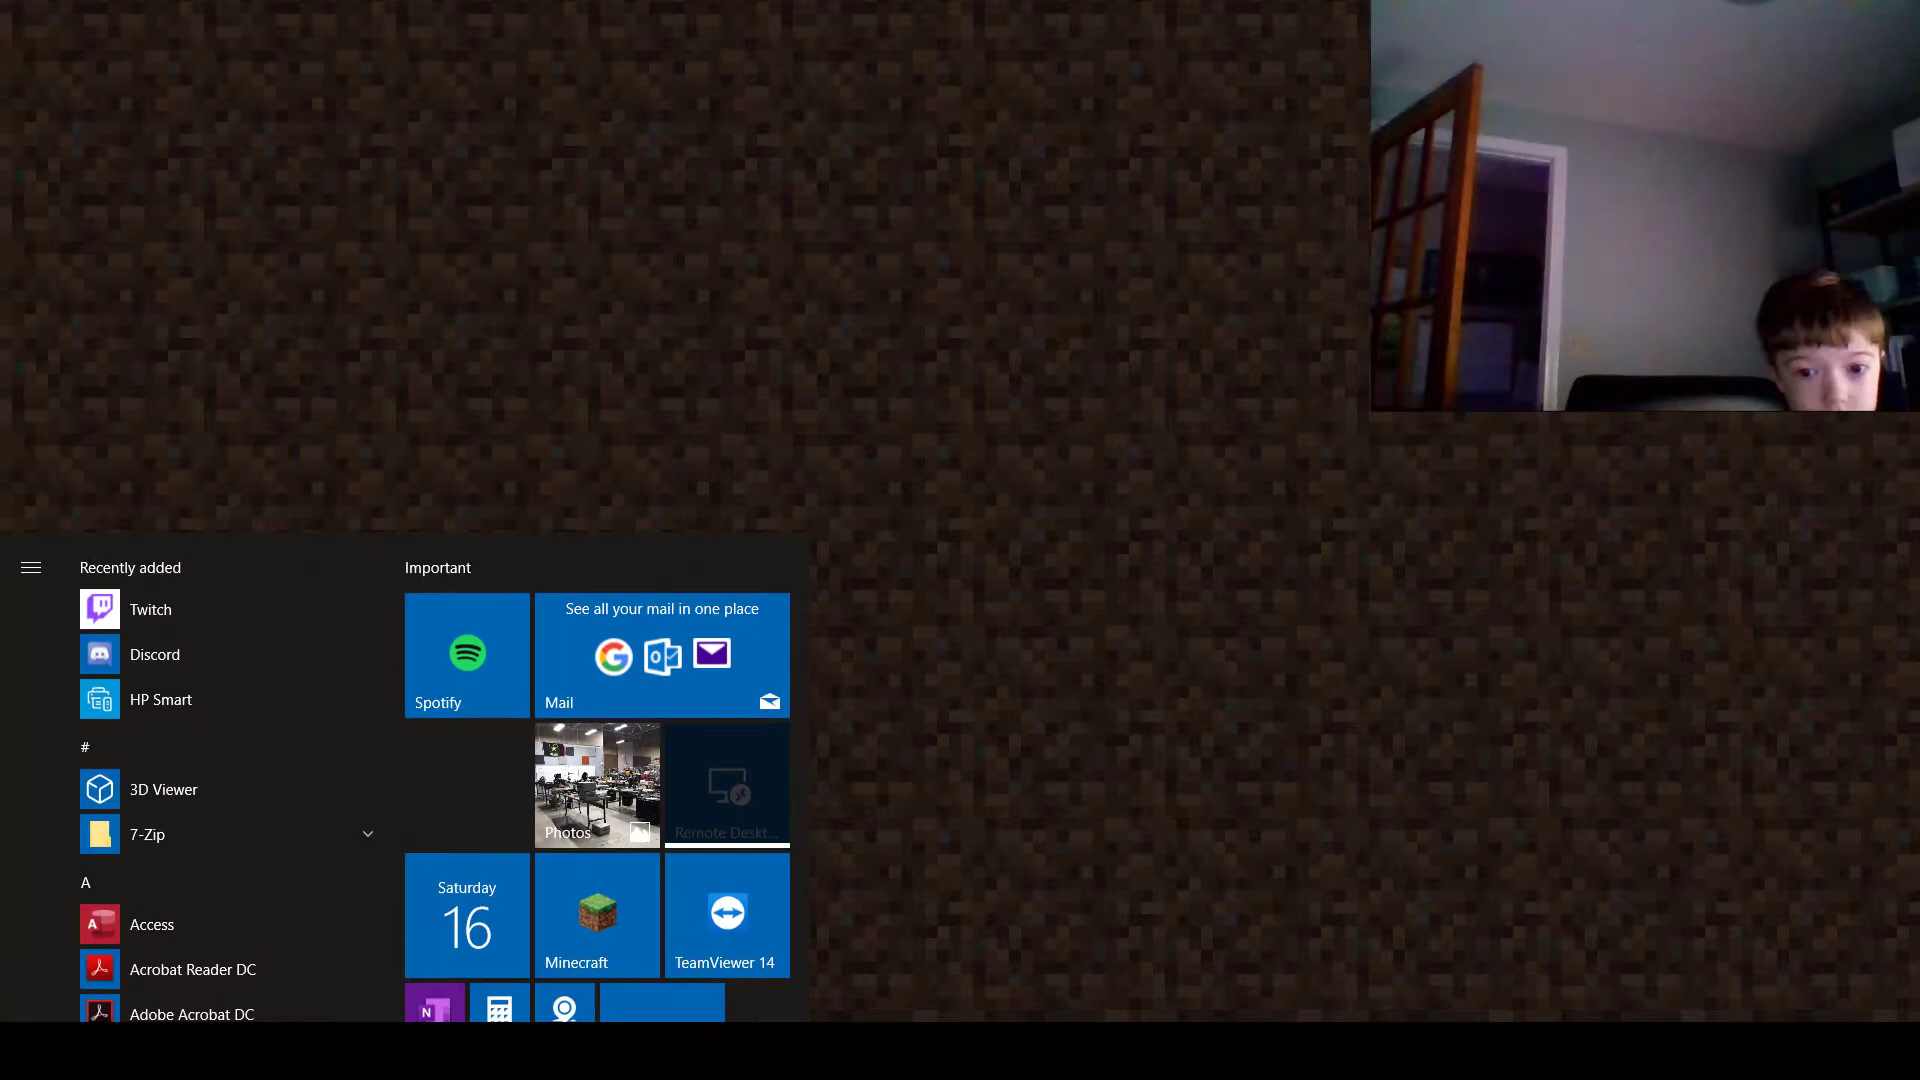 Recently added
Twitch
Discord
HP Smart
#
3D Viewer
7-Zip
A
Access
Acrobat Reader DC
Adobe Acrobat DC
Important
Spotify
See all your mail in one place
Mail
Photos
Remote Deskt...
Saturday
16
Minecraft
TeamViewer 14